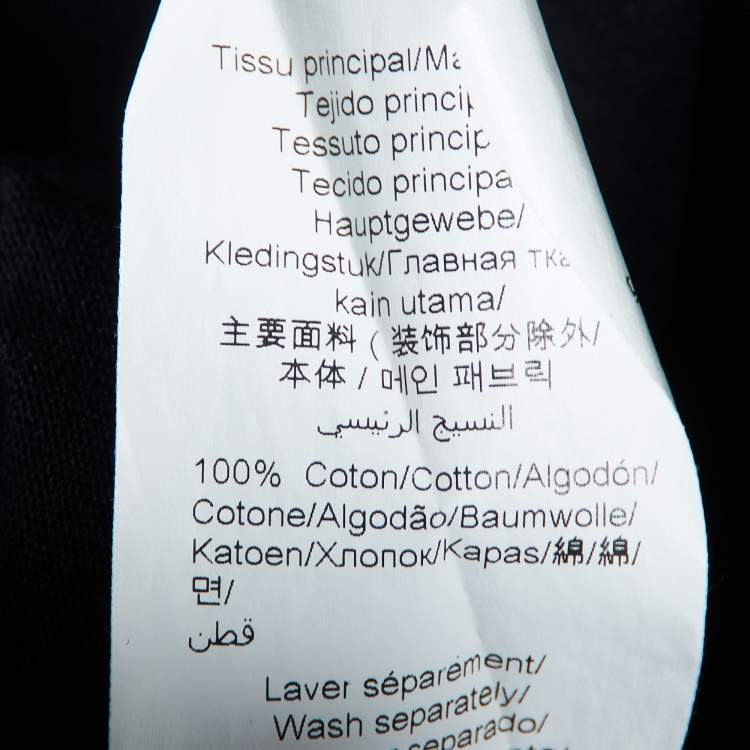 Tissu principal/Ma
Tejido princip
Tessuto princip
Tecido principa
Hauptgewebe/
Kledingstuk/Главная тка
kain utama/
主要面料 ( 装饰部分除外/
本体 / 메인 패브릭
النسيج الرئيسي
100% Coton/Cotton/Algodón/
Cotone/Algodão/Baumwolle/
Katoen/Хлопок/Kapas/綿/綿/
면/
قطن
Laver séparément/
Wash separately/
separado/